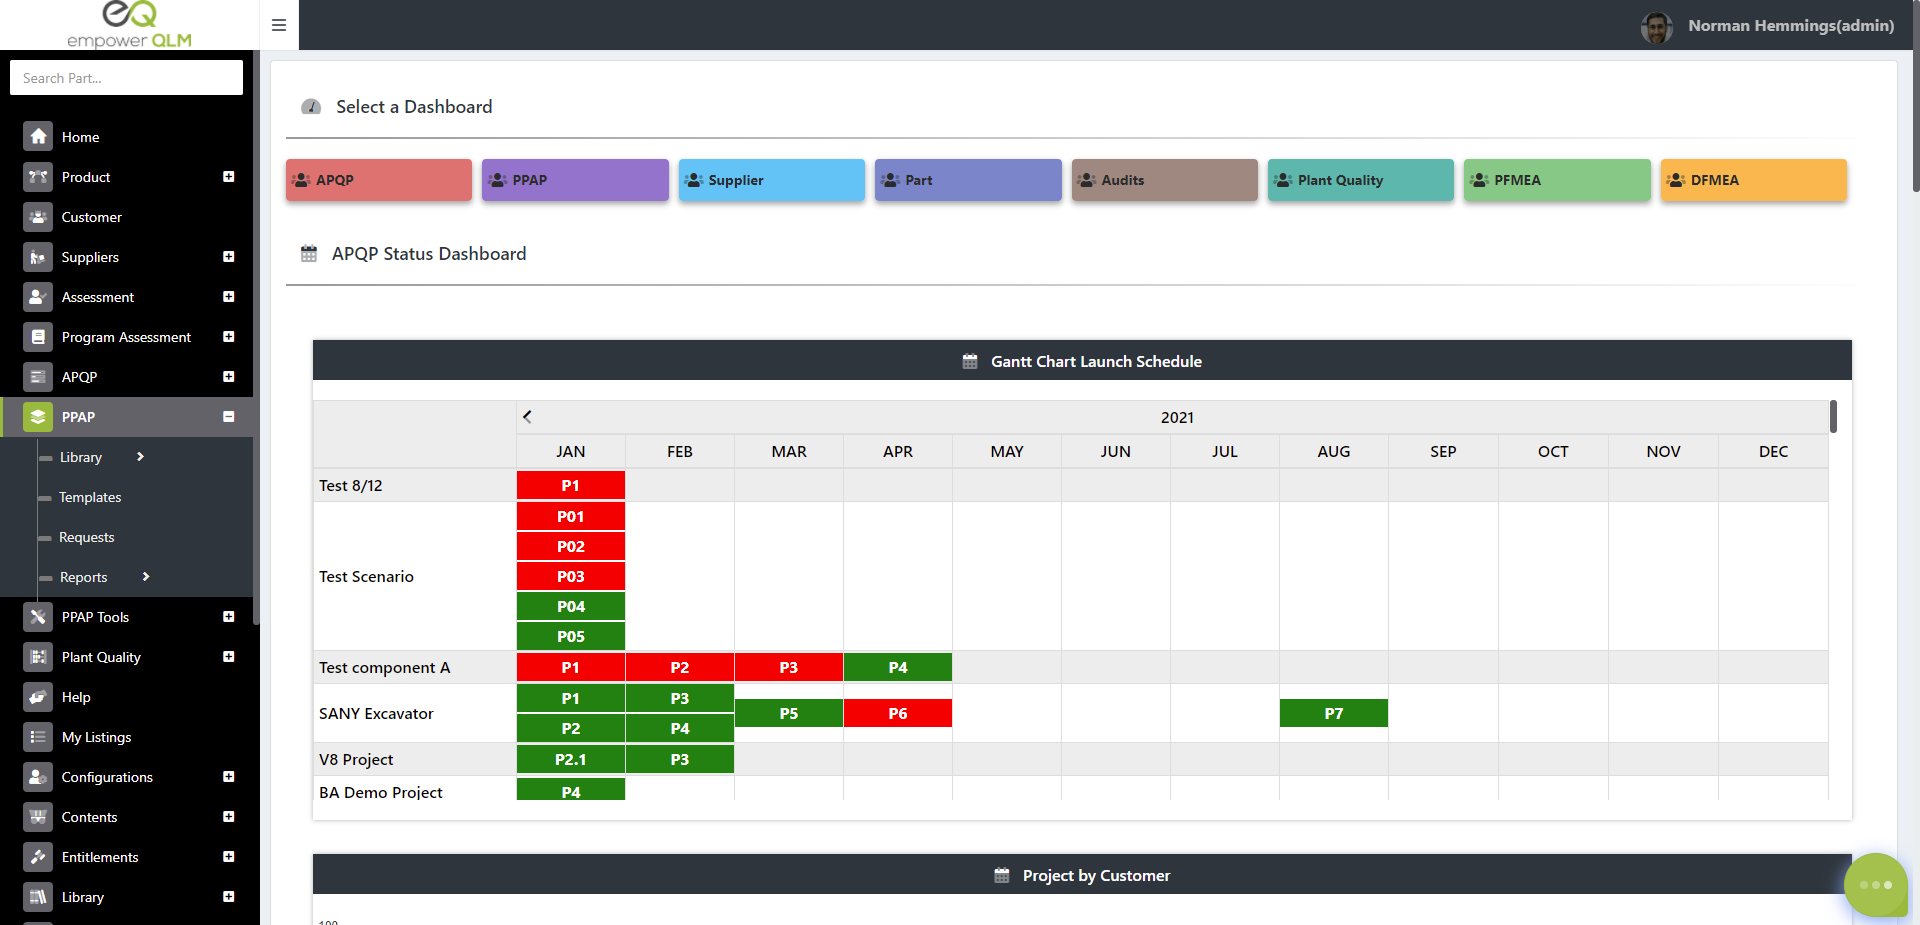 eQ
empower QLM
Norman Hemmings(admin)
Search Part...
Home
Product
Customer
Suppliers
Assessment
Program Assessment
APQP
PPAP
Library
Templates
Requests
Reports
PPAP Tools
Plant Quality
Help
My Listings
Configurations
Contents
Entitlements
Library
Select a Dashboard
APQP
PPAP
Supplier
Part
Audits
Plant Quality
PFMEA
DFMEA
APQP Status Dashboard
Gantt Chart Launch Schedule
2021
JAN FEB MAR APR MAY JUN JUL AUG SEP OCT NOV DEC
Test 8/12 P1
Test Scenario
P01
P02
P03
P04
P05
Test component A P1 P2 P3 P4
SANY Excavator
P1 P3
P2 P4
P5 P6 P7
V8 Project P2.1 P3
BA Demo Project P4
Project by Customer
100